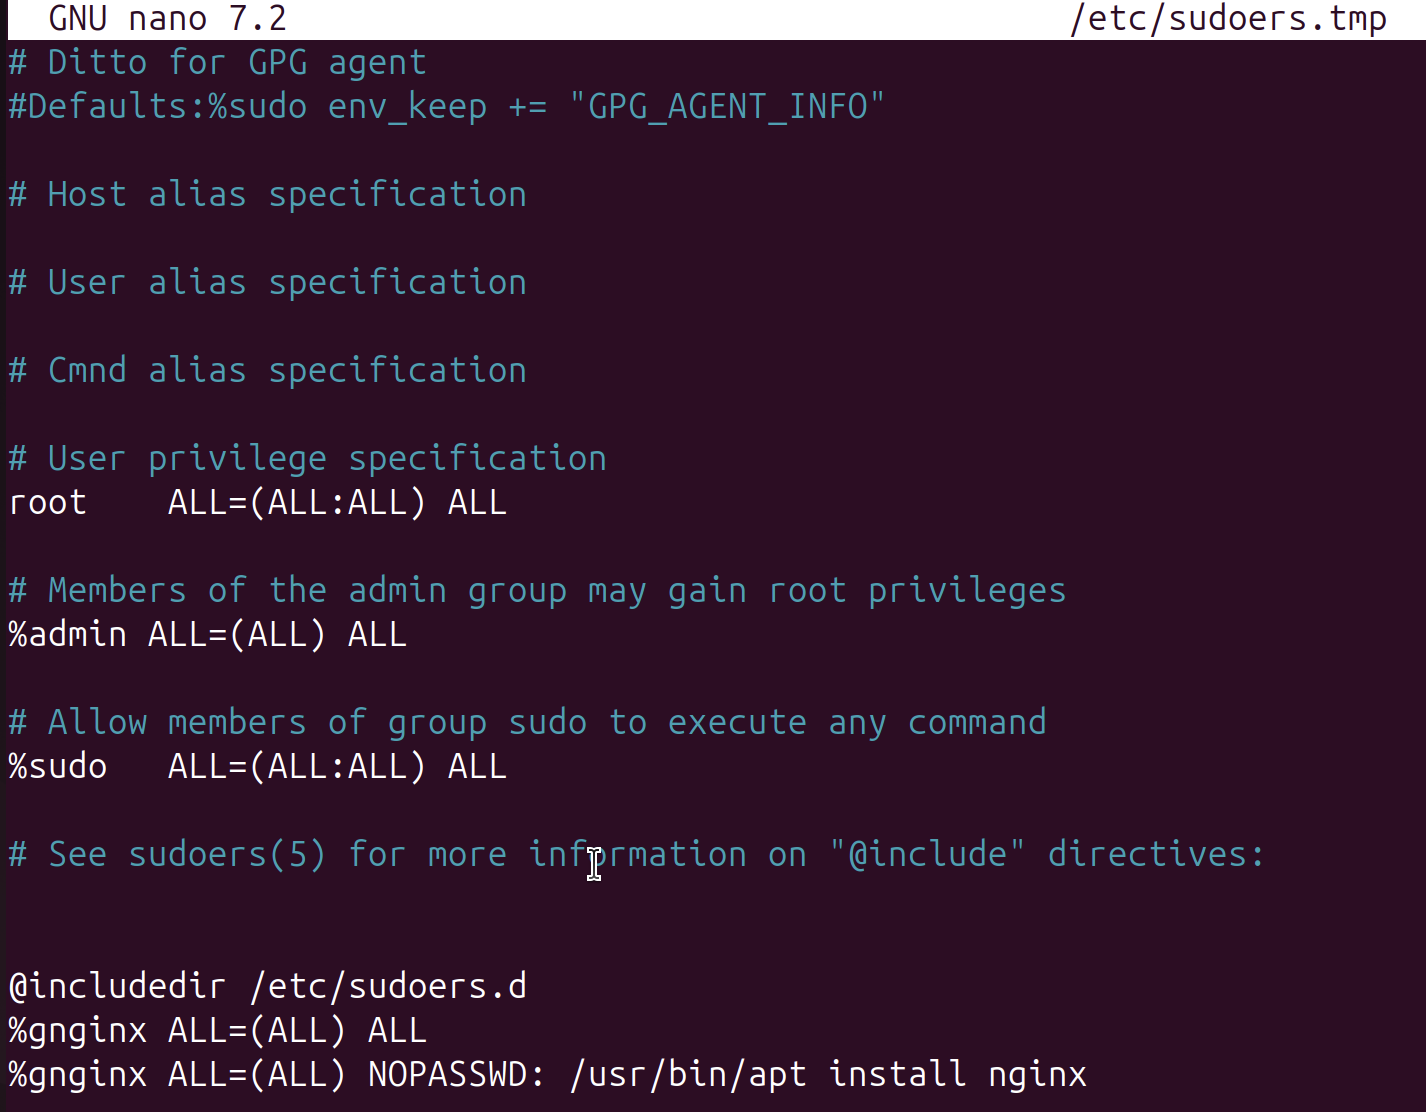 GNU nano 7.2 /etc/sudoers.tmp
# Ditto for GPG agent
#Defaults:%sudo env_keep += "GPG_AGENT_INFO"
# Host alias specification
# User alias specification
# Cmnd alias specification
# User privilege specification
root    ALL=(ALL:ALL) ALL
# Members of the admin group may gain root privileges
%admin ALL=(ALL) ALL
# Allow members of group sudo to execute any command
%sudo   ALL=(ALL:ALL) ALL
# See sudoers(5) for more information on "@include" directives:
@includedir /etc/sudoers.d
%gnginx ALL=(ALL) ALL
%gnginx ALL=(ALL) NOPASSWD: /usr/bin/apt install nginx